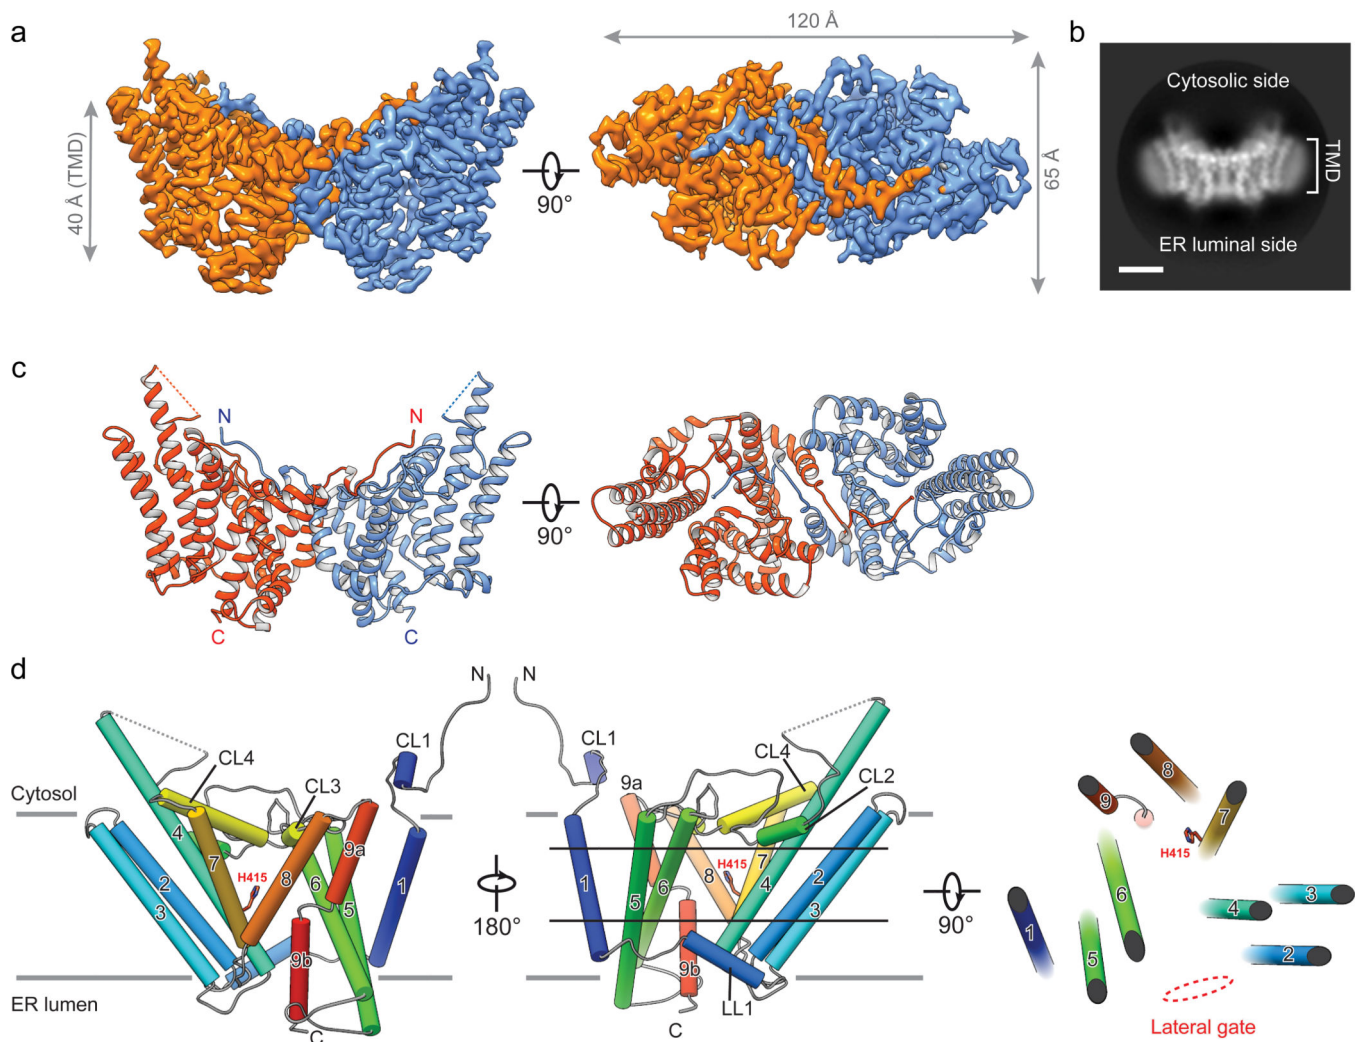 a
40 Å (TMD)
90°
120 Å
65 Å
b
Cytosolic side
TMD
ER luminal side
c
N
N
C
C
90°
d
N
N
CL4
CL3
CL1
Cytosol
4
7
2
3
H415
8
6
9a
5
1
9b
ER lumen
C
180°
CL1
9a
CL4
CL2
1
5
6
8
7
H415
4
2
3
9b
C
LL1
90°
8
9
7
H415
6
1
5
4
3
2
Lateral gate